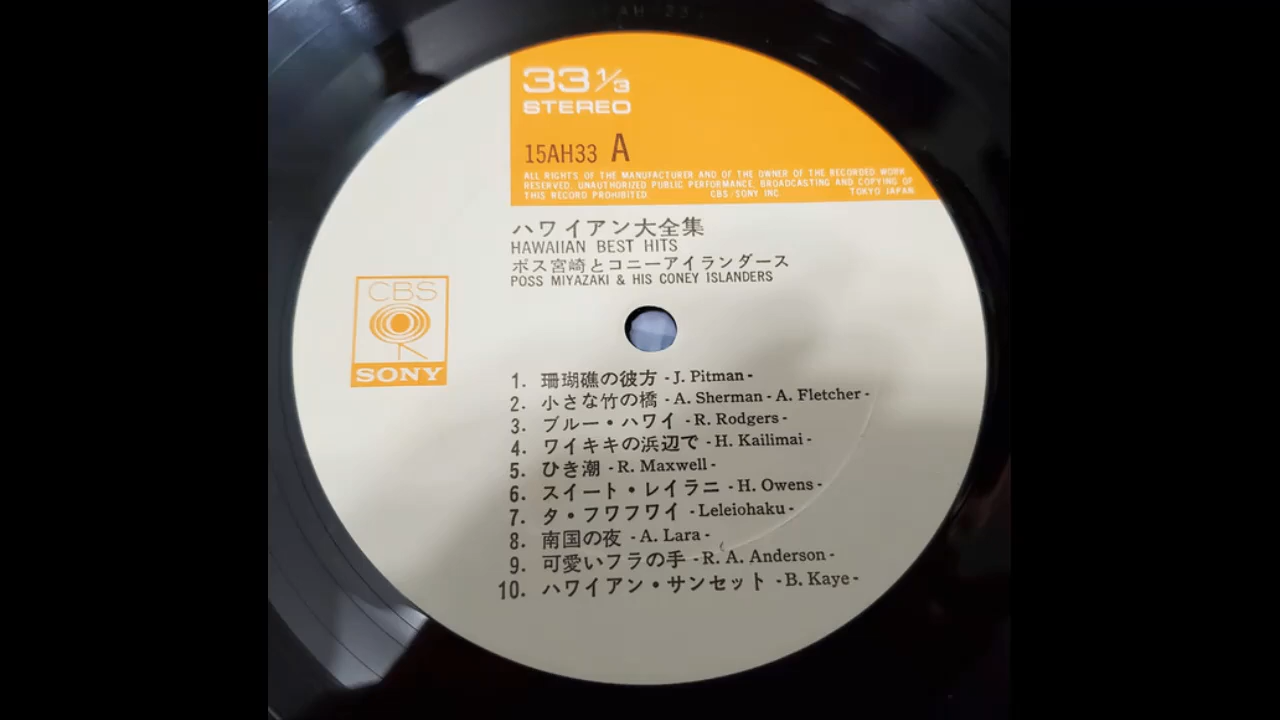 33 1/3
STEREO
15AH33 A
ALL RIGHTS OF THE MANUFACTURER AND OF THE OWNER OF THE RECORDED WORK
RESERVED. UNAUTHORIZED PUBLIC PERFORMANCE, BROADCASTING AND COPYING OF
THIS RECORD PROHIBITED CBS/SONY INC. TOKYO JAPAN
ハワイアン大全集
HAWAIIAN BEST HITS
ポス宮崎とコニーアイランダース
POSS MIYAZAKI & HIS CONEY ISLANDERS
CBS
SONY
1. 珊瑚礁の彼方 - J. Pitman -
2. 小さな竹の橋 - A. Sherman - A. Fletcher -
3. ブルー・ハワイ - R. Rodgers -
4. ワイキキの浜辺で - H. Kailimai -
5. ひき潮 - R. Maxwell -
6. スイート・レイラニ - H. Owens -
7. タ・フワフワイ - Leleiohaku -
8. 南国の夜 - A. Lara -
9. 可愛いフラの手 - R. A. Anderson -
10. ハワイアン・サンセット - B. Kaye -